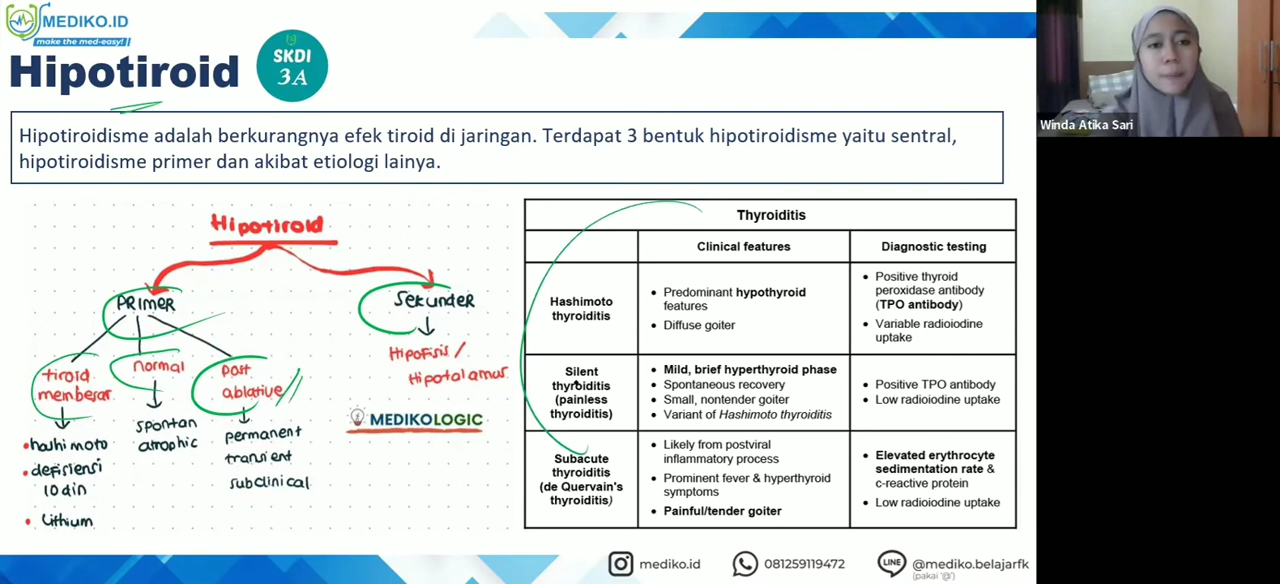 MEDIKO.ID
make the med-easy!
Hipotiroid
SKDI
3A
Hipotiroidisme adalah berkurangnya efek tiroid di jaringan. Terdapat 3 bentuk hipotiroidisme yaitu sentral,
hipotiroidisme primer dan akibat etiologi lainya.
Hipotiroid
PRIMER
Sekunder
tiroid
membesar
normal
post
ablative
Hipofisis /
Hipotalamus
• hashimoto
• defisiensi
iodin
• Lithium
spontan
atrophic
permanent
transient
subclinical
MEDIKOLOGIC
Thyroiditis
Clinical features
Diagnostic testing
Hashimoto
thyroiditis
• Predominant hypothyroid
features
• Diffuse goiter
• Positive thyroid
peroxidase antibody
(TPO antibody)
• Variable radioiodine
uptake
Silent
thyroiditis
(painless
thyroiditis)
• Mild, brief hyperthyroid phase
• Spontaneous recovery
• Small, nontender goiter
• Variant of Hashimoto thyroiditis
• Positive TPO antibody
• Low radioiodine uptake
Subacute
thyroiditis
(de Quervain's
thyroiditis)
• Likely from postviral
inflammatory process
• Prominent fever & hyperthyroid
symptoms
• Painful/tender goiter
• Elevated erythrocyte
sedimentation rate &
c-reactive protein
• Low radioiodine uptake
mediko.id
081259119472
LINE
@mediko.belajarfk
(pakai '@')
Winda Atika Sari